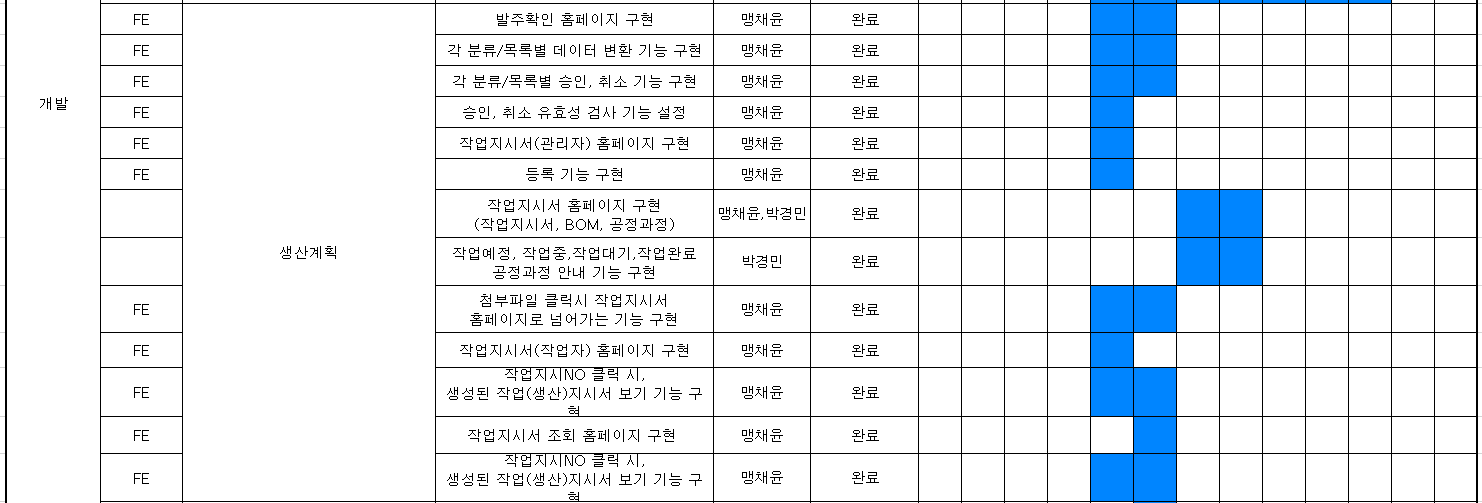 FE 발주확인 홈페이지 구현 맹채윤 완료
FE 각 분류/목록별 데이터 변환 기능 구현 맹채윤 완료
FE 각 분류/목록별 승인, 취소 기능 구현 맹채윤 완료
개발
FE 승인, 취소 유효성 검사 기능 설정 맹채윤 완료
FE 작업지시서(관리자) 홈페이지 구현 맹채윤 완료
FE 등록 기능 구현 맹채윤 완료
작업지시서 홈페이지 구현
(작업지시서, BOM, 공정과정)
맹채윤,박경민 완료
생산계획
작업예정, 작업중,작업대기,작업완료
공정과정 안내 기능 구현
박경민 완료
FE
첨부파일 클릭시 작업지시서
홈페이지로 넘어가는 기능 구현
맹채윤 완료
FE 작업지시서(작업자) 홈페이지 구현 맹채윤 완료
FE
작업지시NO 클릭 시,
생성된 작업(생산)지시서 보기 기능 구
현
맹채윤 완료
FE 작업지시서 조회 홈페이지 구현 맹채윤 완료
FE
작업지시NO 클릭 시,
생성된 작업(생산)지시서 보기 기능 구
현
맹채윤 완료